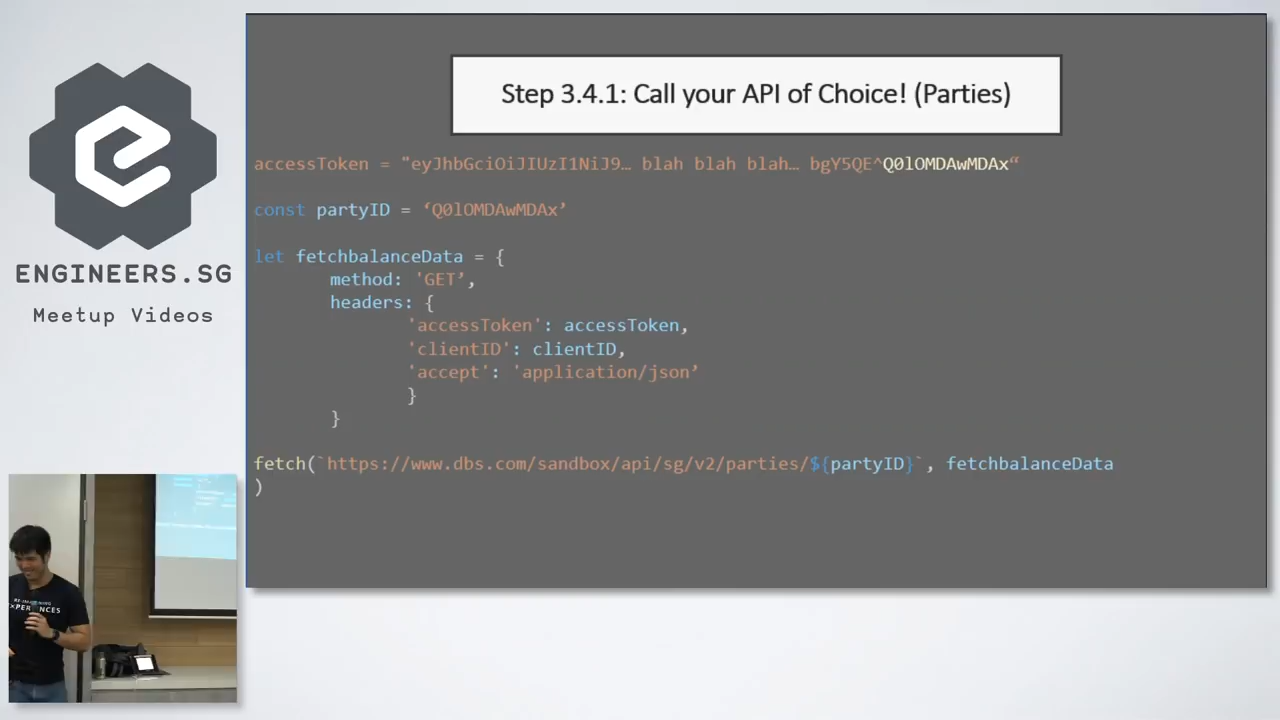 ENGINEERS.SG
Meetup Videos
Step 3.4.1: Call your API of Choice! (Parties)
accessToken = "eyJhbGciOiJIUzI1NiJ9… blah blah blah… bgY5QE^Q0lOMDAwMDAx“
const partyID = ‘Q0lOMDAwMDAx’
let fetchbalanceData = {
method: 'GET’,
headers: {
'accessToken': accessToken,
'clientID': clientID,
'accept': 'application/json’
}
}
fetch(`https://www.dbs.com/sandbox/api/sg/v2/parties/${partyID}`, fetchbalanceData
)